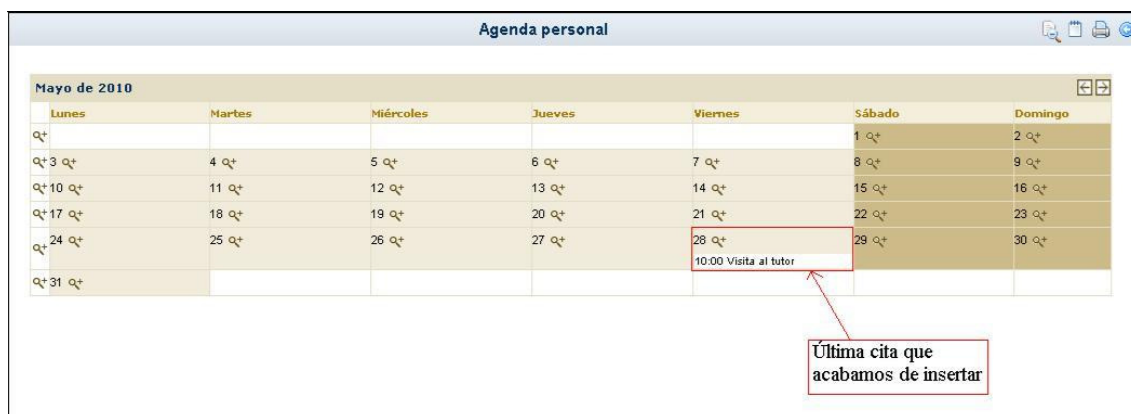 Agenda personal
Mayo de 2010
Lunes Martes Miércoles Jueves Viernes Sábado Domingo
1 2
3 4 5 6 7 8 9
10 11 12 13 14 15 16
17 18 19 20 21 22 23
24 25 26 27 28 29 30
10:00 Visita al tutor
31
Última cita que
acabamos de insertar